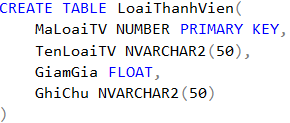 CREATE TABLE LoaiThanhVien(
    MaLoaiTV NUMBER PRIMARY KEY,
    TenLoaiTV NVARCHAR2(50),
    GiamGia FLOAT,
    GhiChu NVARCHAR2(50)
)